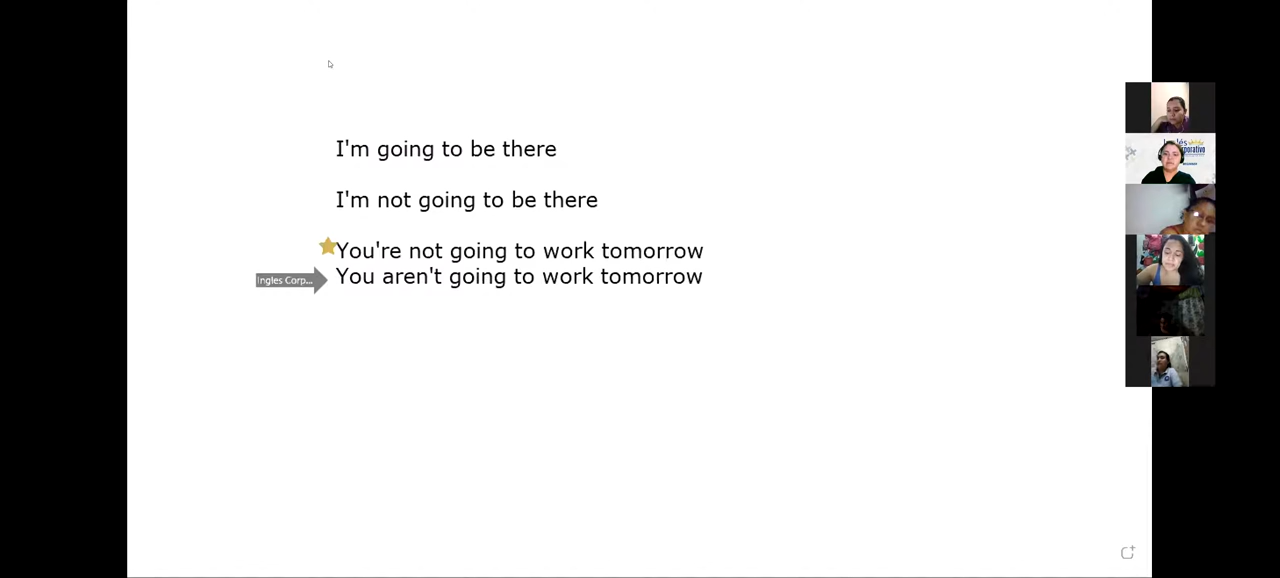 I'm going to be there
I'm not going to be there
You're not going to work tomorrow
Ingles Corp...
You aren't going to work tomorrow